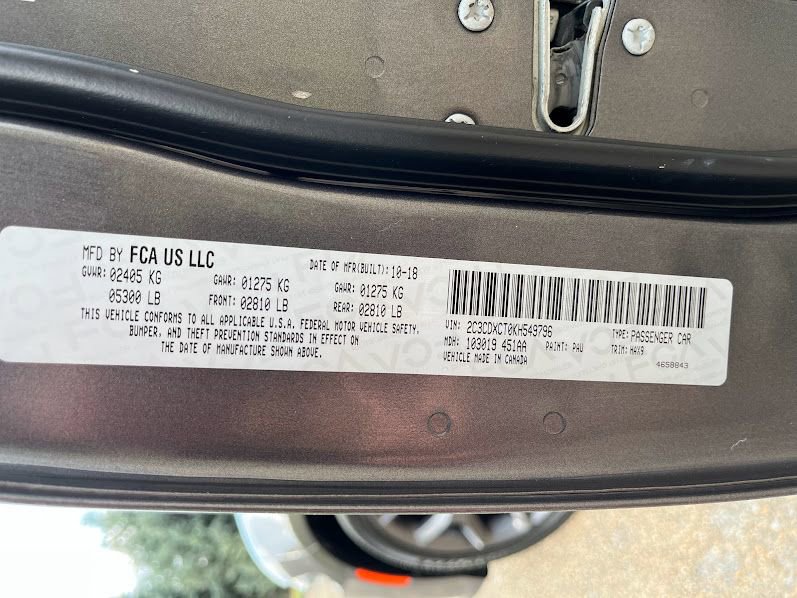 MFD BY FCA US LLC
DATE OF MFR(BUILT): 10-18
GVWR: 02405 KG
GAWR: 01275 KG
GAWR: 01275 KG
05300 LB
FRONT: 02810 LB
REAR: 02810 LB
THIS VEHICLE CONFORMS TO ALL APPLICABLE U.S.A. FEDERAL MOTOR VEHICLE SAFETY,
BUMPER, AND THEFT PREVENTION STANDARDS IN EFFECT ON
THE DATE OF MANUFACTURE SHOWN ABOVE.
VIN: 2C3CDXCT0KH549796
TYPE: PASSENGER CAR
MDH: 103019 451AA
PAINT: PAU
TRIM: HAX9
VEHICLE MADE IN CANADA
4658843